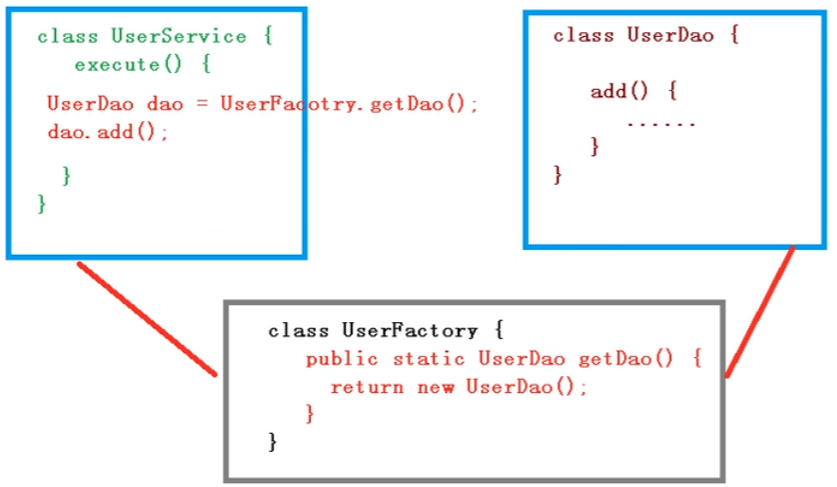 class UserService {
execute() {
UserDao dao = UserFacotry.getDao();
dao.add();
}
}
class UserDao {
add() {
......
}
}
class UserFactory {
public static UserDao getDao() {
return new UserDao();
}
}